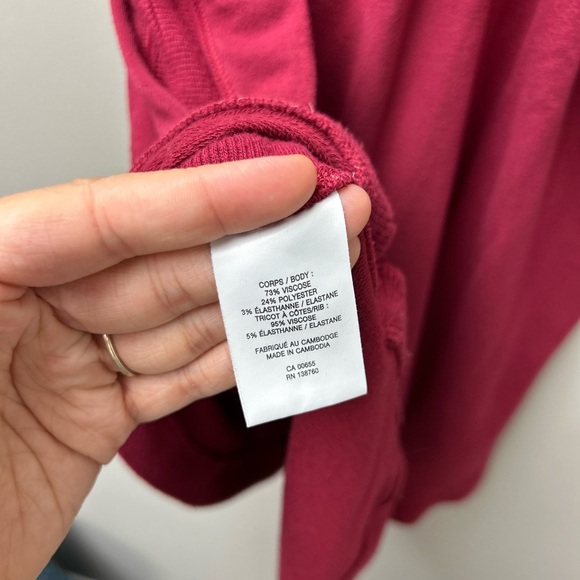 CORPS / BODY :
73% VISCOSE
24% POLYESTER
3% ÉLASTHANNE / ELASTANE
TRICOT À CÔTES/RIB :
95% VISCOSE
5% ÉLASTHANNE / ELASTANE
FABRIQUÉ AU CAMBODGE
MADE IN CAMBODIA
CA 00655
RN 138760